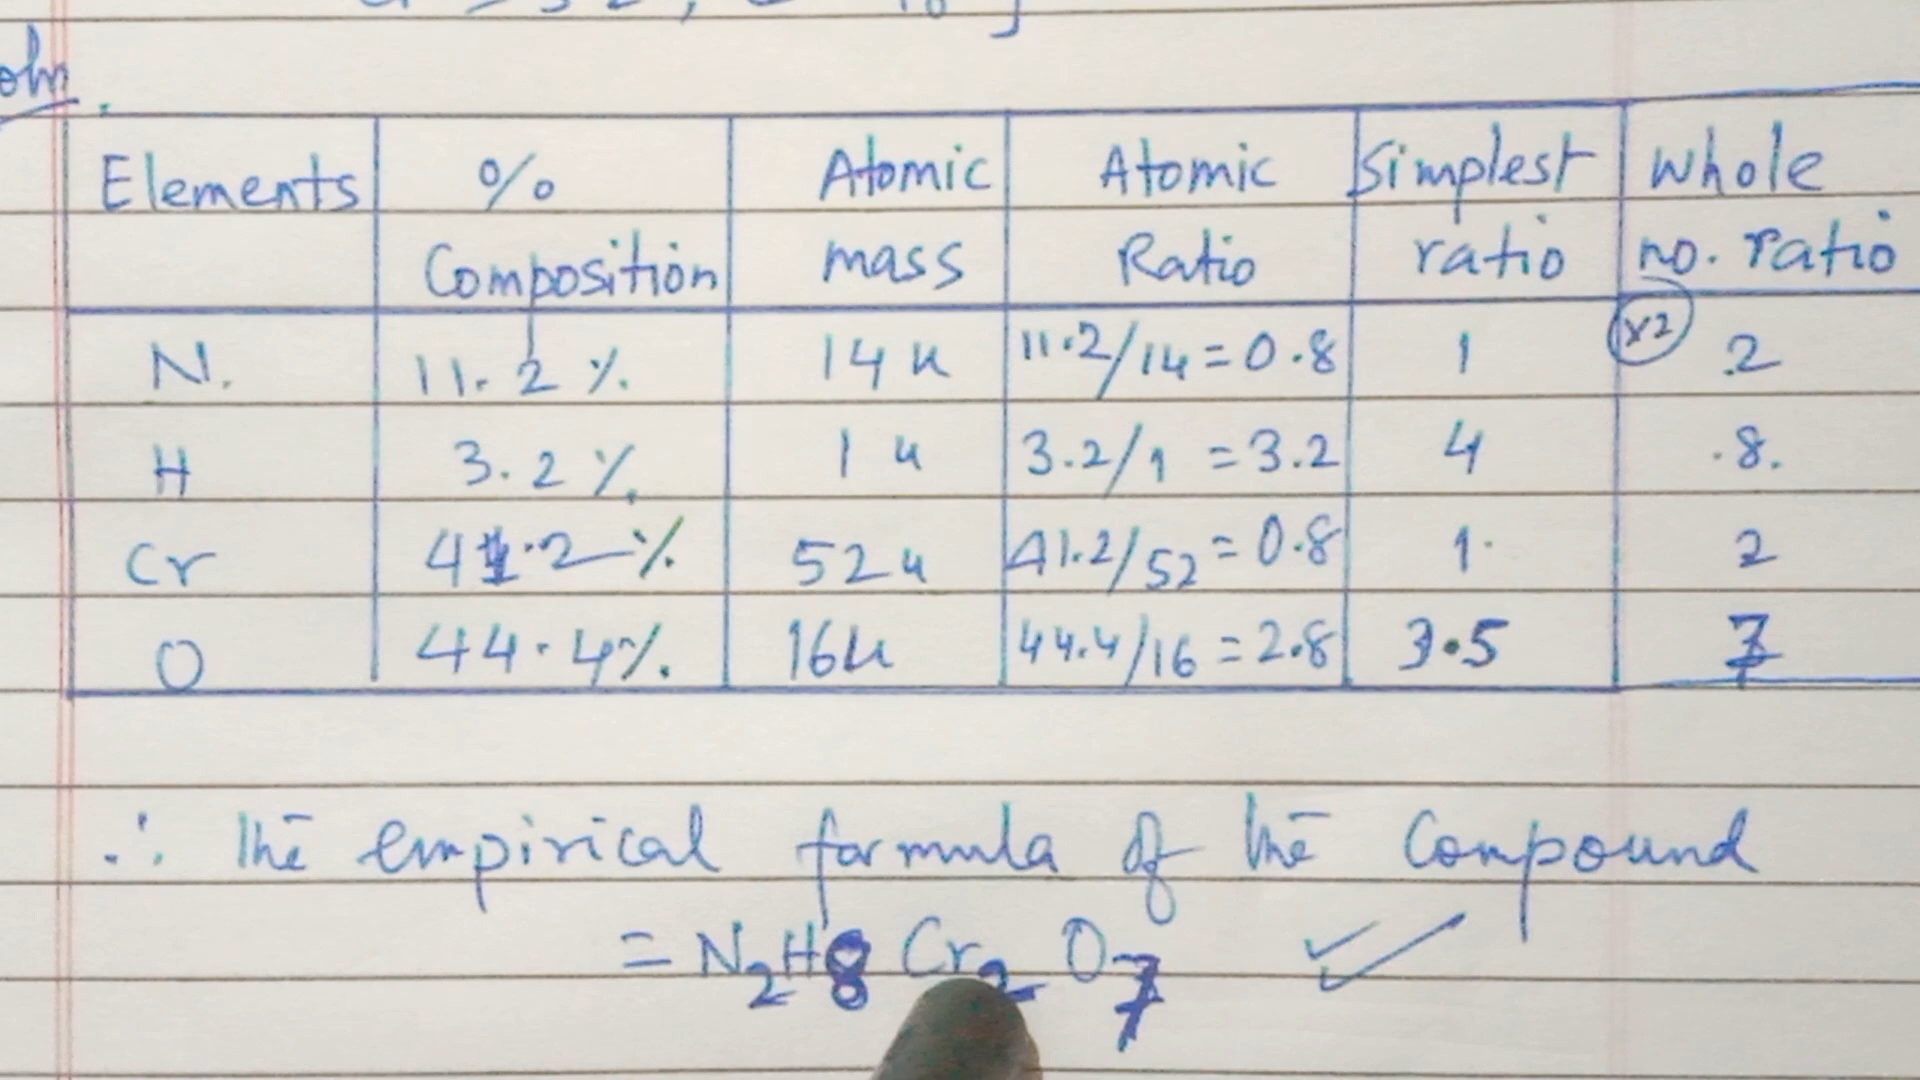 Soln.
Elements % Atomic Atomic Simplest Whole
Composition mass Ratio ratio no. ratio
N. 11.2 % 14 u 11.2/14 = 0.8 1 x2 2
H 3.2 % 1 u 3.2/1 = 3.2 4 8.
Cr 41.2 % 52 u 41.2/52 = 0.8 1 2
O 44.4 % 16u 44.4/16 = 2.8 3.5 7
∴ The empirical formula of the Compound
= N2H8 Cr2 O7